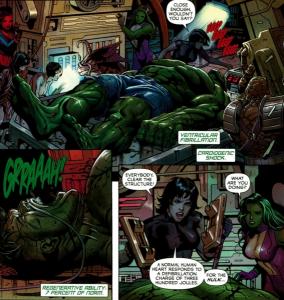 CLOSE
ENOUGH,
WOULDN'T
YOU SAY?
VENTRICULAR
FIBRILLATION.
CARDIOGENIC
SHOCK.
GRRAAAH!
REGENERATIVE ABILITY:
7 PERCENT OF NORM.
EVERYBODY,
CLEAR THE
STRUCTURE!
WHAT ARE
YOU DOING?
A NORMAL HUMAN
HEART RESPONDS TO
A DEFIBRILLATION
CHARGE OF THREE
HUNDRED JOULES.
FOR THE
HULK...